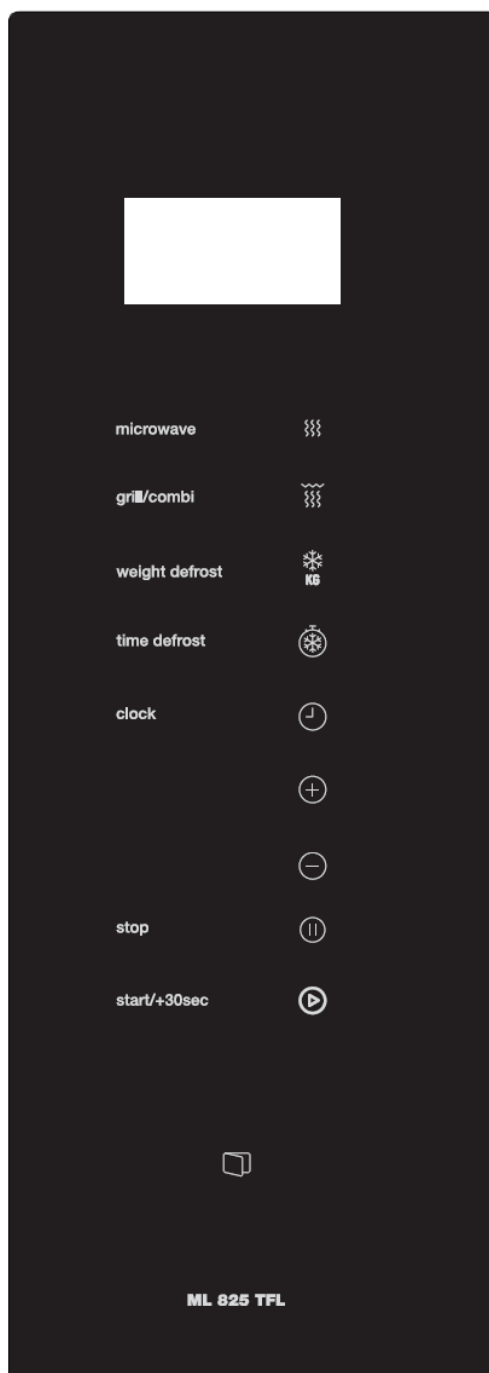 microwave
grill/combi
weight defrost
KG
time defrost
clock
stop
start/+30sec
ML 825 TFL